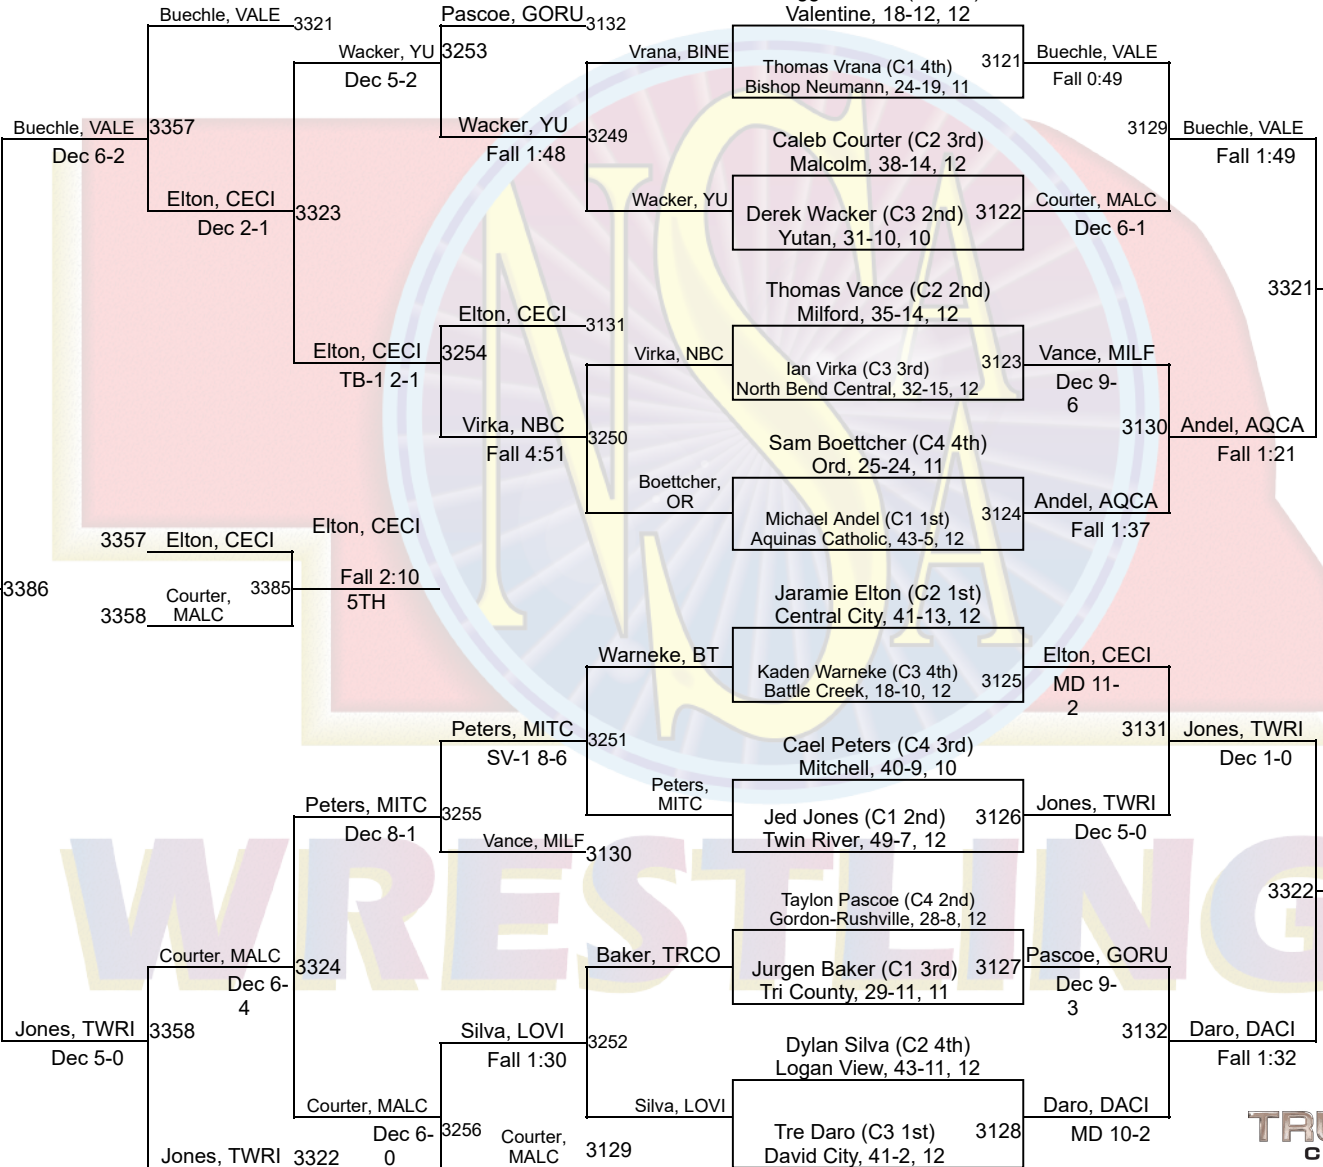 Valentine, 18-12, 12
Buechle, VALE
3321
Pascoe, GORU
3132
Wacker, YU
3253
Dec 5-2
Vrana, BINE
Thomas Vrana (C1 4th)
Bishop Neumann, 24-19, 11
3121
Buechle, VALE
Fall 0:49
Buechle, VALE
3357
Dec 6-2
Wacker, YU
Fall 1:48
3249
Caleb Courter (C2 3rd)
Malcolm, 38-14, 12
3129
Buechle, VALE
Fall 1:49
Elton, CECI
Dec 2-1
3323
Wacker, YU
Derek Wacker (C3 2nd)
Yutan, 31-10, 10
3122
Courter, MALC
Dec 6-1
Thomas Vance (C2 2nd)
Milford, 35-14, 12
3321
Elton, CECI
3131
Elton, CECI
3254
TB-1 2-1
Virka, NBC
Ian Virka (C3 3rd)
North Bend Central, 32-15, 12
3123
Vance, MILF
Dec 9-
6
Virka, NBC
Fall 4:51
3250
Sam Boettcher (C4 4th)
Ord, 25-24, 11
3130
Andel, AQCA
Fall 1:21
Boettcher,
OR
Michael Andel (C1 1st)
Aquinas Catholic, 43-5, 12
3124
Andel, AQCA
Fall 1:37
3357
Elton, CECI
Elton, CECI
3386
3358
Courter,
MALC
3385
Fall 2:10
5TH
Jaramie Elton (C2 1st)
Central City, 41-13, 12
Warneke, BT
Kaden Warneke (C3 4th)
Battle Creek, 18-10, 12
3125
Elton, CECI
MD 11-
2
Peters, MITC
SV-1 8-6
3251
Cael Peters (C4 3rd)
Mitchell, 40-9, 10
3131
Jones, TWRI
Dec 1-0
Peters, MITC
Dec 8-1
3255
Peters,
MITC
Jed Jones (C1 2nd)
Twin River, 49-7, 12
3126
Jones, TWRI
Dec 5-0
Vance, MILF
3130
Taylon Pascoe (C4 2nd)
Gordon-Rushville, 28-8, 12
3322
Courter, MALC
3324
Dec 6-
4
Baker, TRCO
Jurgen Baker (C1 3rd)
Tri County, 29-11, 11
3127
Pascoe, GORU
Dec 9-
3
Jones, TWRI
3358
Dec 5-0
Silva, LOVI
Fall 1:30
3252
Dylan Silva (C2 4th)
Logan View, 43-11, 12
3132
Daro, DACI
Fall 1:32
Courter, MALC
Dec 6-
0
3256
Silva, LOVI
Tre Daro (C3 1st)
David City, 41-2, 12
3128
Daro, DACI
MD 10-2
Jones, TWRI
3322
Courter,
MALC
3129
NSAA
WRESTLING